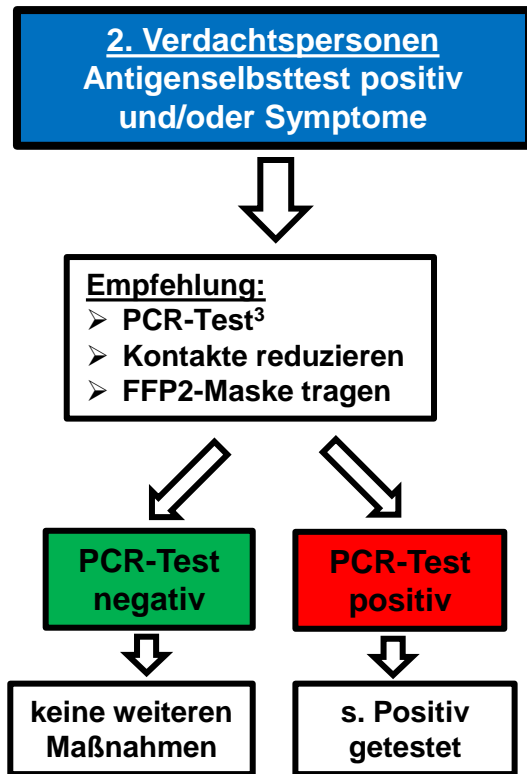 2. Verdachtspersonen
Antigenselbsttest positiv
und/oder Symptome
Empfehlung:
➢ PCR-Test³
➢ Kontakte reduzieren
➢ FFP2-Maske tragen
PCR-Test
negativ
PCR-Test
positiv
keine weiteren
Maßnahmen
s. Positiv
getestet